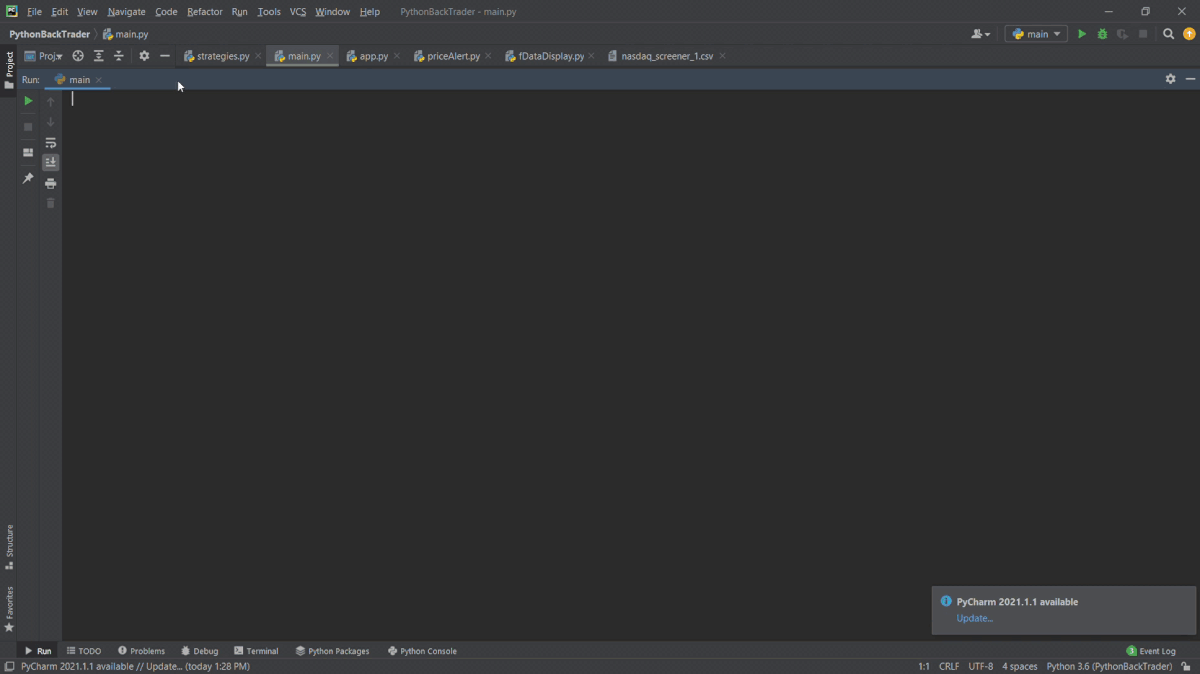 PC File Edit View Navigate Code Refactor Run Tools VCS Window Help PythonBackTrader - main.py
PythonBackTrader main.py main
Project
Proj strategies.py main.py app.py priceAlert.py fDataDisplay.py nasdaq_screener_1.csv
Run: main
Structure
Favorites
PyCharm 2021.1.1 available
Update...
Run TODO Problems Debug Terminal Python Packages Python Console 3 Event Log
PyCharm 2021.1.1 available // Update... (today 1:28 PM) 1:1 CRLF UTF-8 4 spaces Python 3.6 (PythonBackTrader)